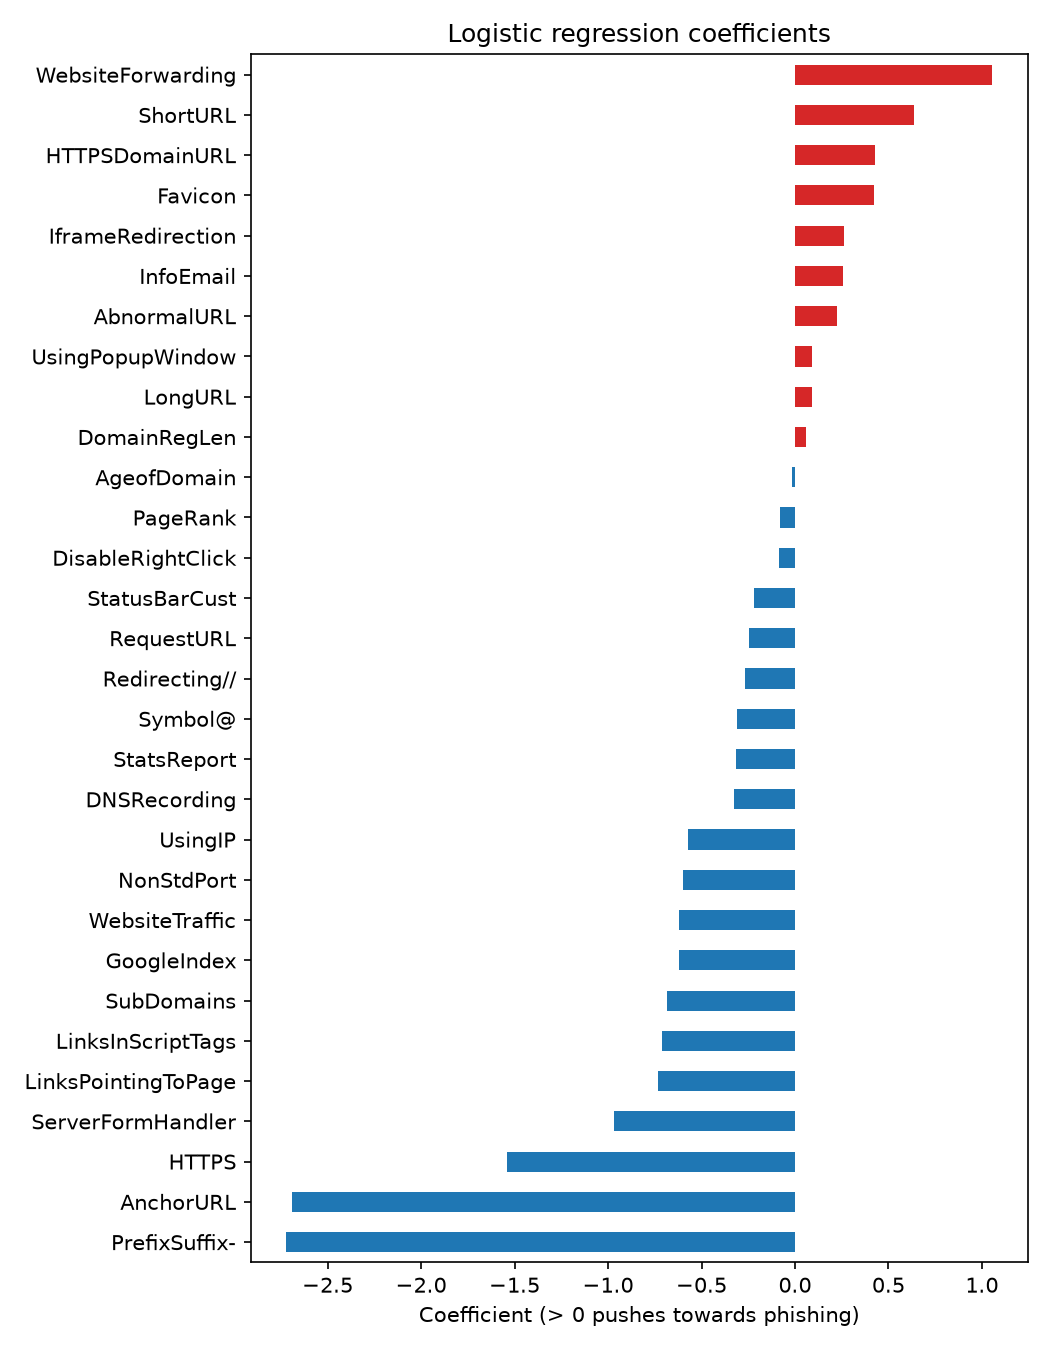 Logistic regression coefficients
WebsiteForwarding
ShortURL
HTTPSDomainURL
Favicon
IframeRedirection
InfoEmail
AbnormalURL
UsingPopupWindow
LongURL
DomainRegLen
AgeofDomain
PageRank
DisableRightClick
StatusBarCust
RequestURL
Redirecting//
Symbol@
StatsReport
DNSRecording
UsingIP
NonStdPort
WebsiteTraffic
GoogleIndex
SubDomains
LinksInScriptTags
LinksPointingToPage
ServerFormHandler
HTTPS
AnchorURL
PrefixSuffix-
−2.5 −2.0 −1.5 −1.0 −0.5 0.0 0.5 1.0
Coefficient (> 0 pushes towards phishing)